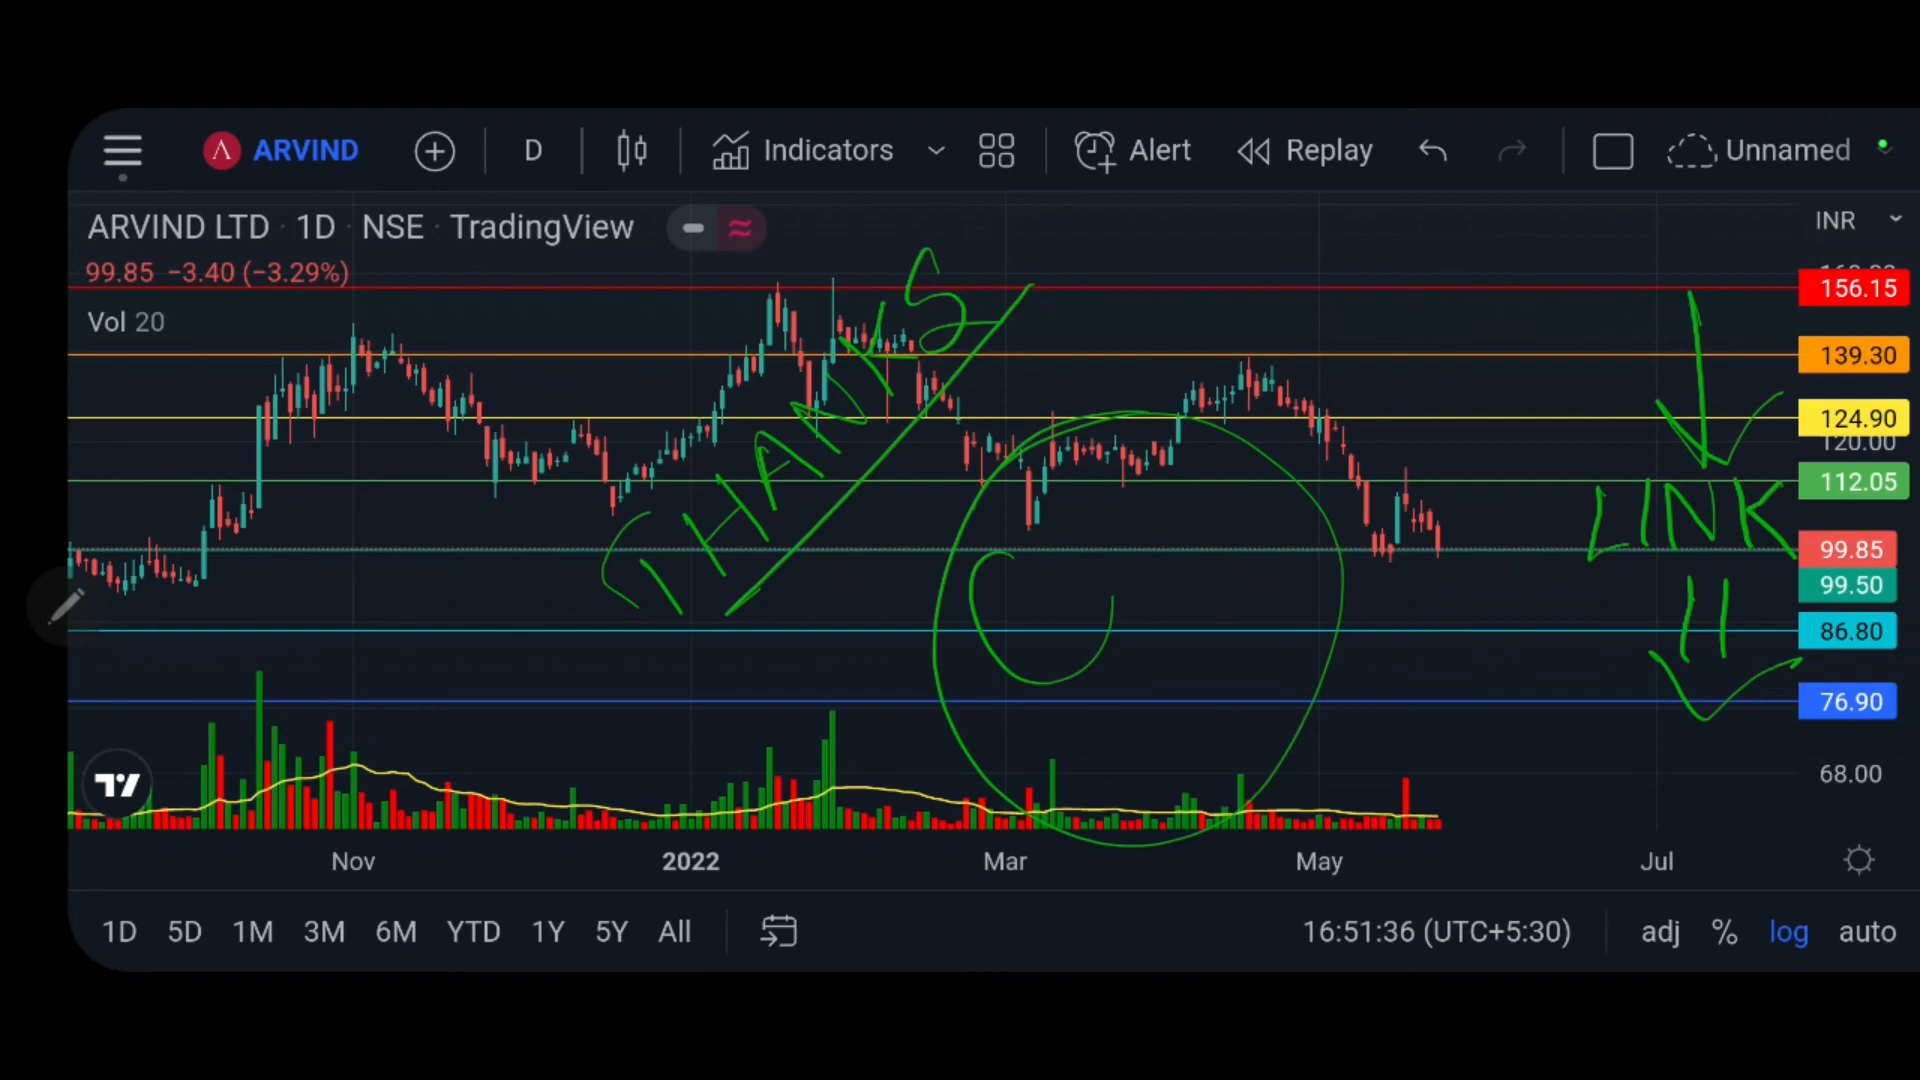 ARVIND D Indicators Alert Replay Unnamed
ARVIND LTD · 1D · NSE · TradingView
INR
99.85 −3.40 (−3.29%)
156.15
Vol 20
139.30
124.90
120.00
112.05
99.85
99.50
86.80
76.90
68.00
THANKS
LINK
Nov 2022 Mar May Jul
1D 5D 1M 3M 6M YTD 1Y 5Y All 16:51:36 (UTC+5:30) adj % log auto